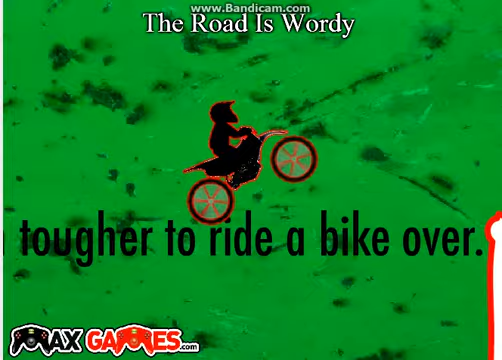 www.Bandicam.com
The Road Is Wordy
tougher to ride a bike over.
MAX GAMES.com